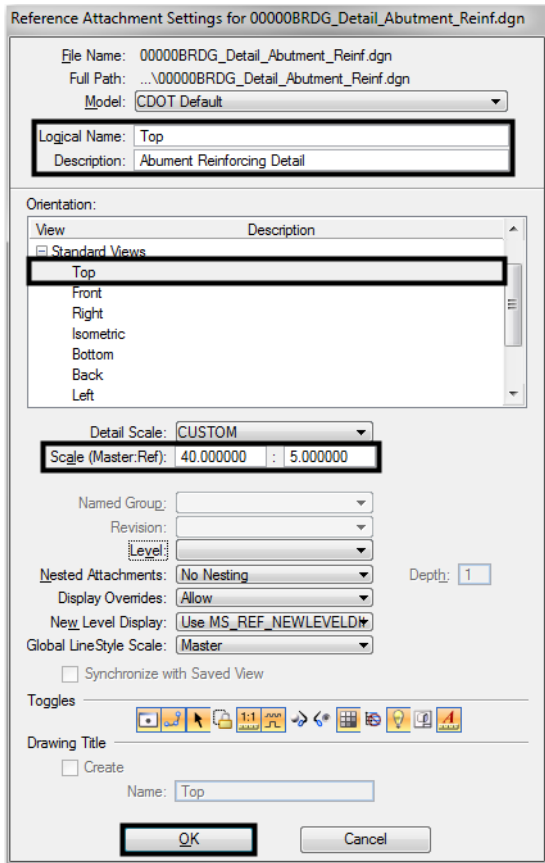 Reference Attachment Settings for 00000BRDG_Detail_Abutment_Reinf.dgn
File Name: 00000BRDG_Detail_Abutment_Reinf.dgn
Full Path: ...\00000BRDG_Detail_Abutment_Reinf.dgn
Model: CDOT Default
Logical Name: Top
Description: Abument Reinforcing Detail
Orientation:
View Description
Standard Views
Top
Front
Right
Isometric
Bottom
Back
Left
Detail Scale: CUSTOM
Scale (Master:Ref): 40.000000 : 5.000000
Named Group:
Revision:
Level:
Nested Attachments: No Nesting Depth: 1
Display Overrides: Allow
New Level Display: Use MS_REF_NEWLEVELDI
Global LineStyle Scale: Master
Synchronize with Saved View
Toggles
1:1 A
Drawing Title
Create
Name: Top
OK Cancel